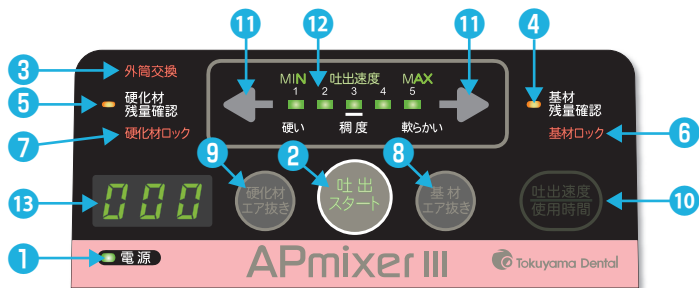 ⑪ ⑫ ⑪ ④
③ 外筒交換
MIN 吐出速度 MAX
1 2 3 4 5
⑤ 硬化材
残量確認
基材
残量確認
硬い 稠度 軟らかい
⑦ 硬化材ロック
基材ロック ⑥
⑨ ② ⑧
⑬ 000
硬化材
エア抜き
吐出
スタート
基材
エア抜き
吐出速度
使用時間
⑩
① 電源
APmixer III
Tokuyama Dental